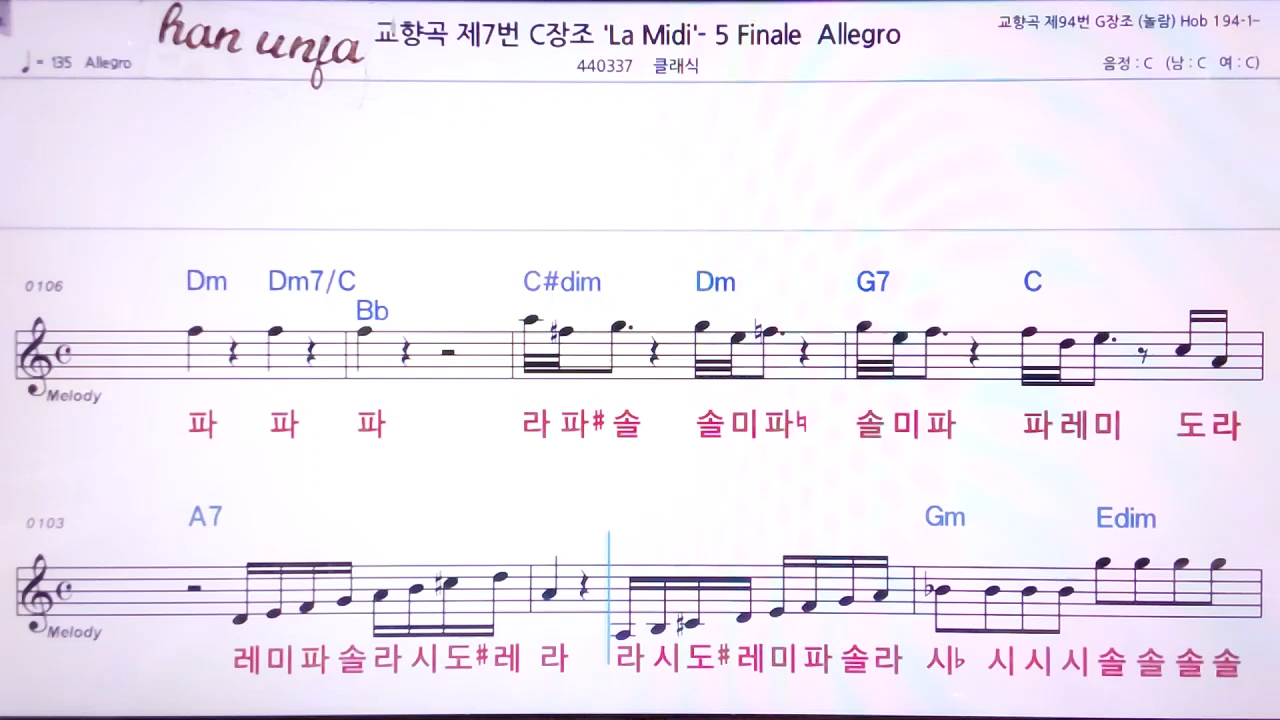 han unfa
교향곡 제7번 C장조 'La Midi'- 5 Finale Allegro
교향곡 제94번 G장조 (놀람) Hob 194-1-
♩= 135 Allegro
440337 클래식
음정 : C (남 : C 여 : C)
0106 Dm Dm7/C Bb C#dim Dm G7 C
Melody
파 파 파 라 파# 솔 솔 미 파♮ 솔 미 파 파 레 미 도 라
0103 A7 Gm Edim
Melody
레 미 파 솔 라 시 도# 레 라 라 시 도# 레 미 파 솔 라 시♭ 시 시 시 솔 솔 솔 솔